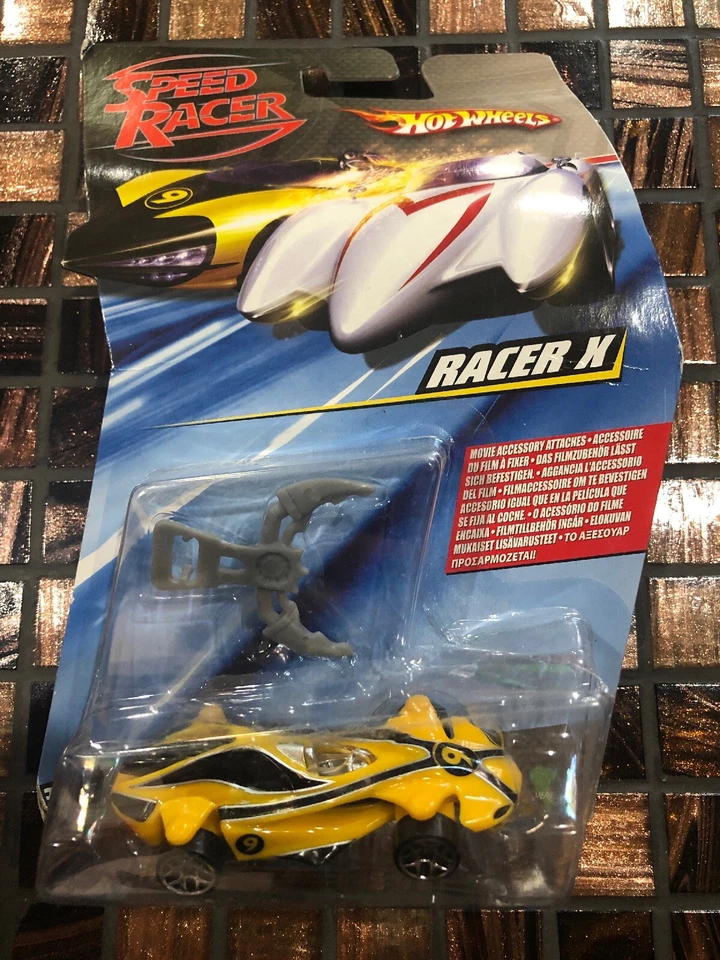 SPEED
RACER
HOT WHEELS
9
RACER X
MOVIE ACCESSORY ATTACHES • ACCESSOIRE
DU FILM À FIXER • DAS FILMZUBEHÖR LÄSST
SICH BEFESTIGEN. • AGGANCIA L'ACCESSORIO
DEL FILM • FILMACCESSOIRE OM TE BEVESTIGEN
ACCESORIO IGUAL QUE EN LA PELÍCULA QUE
SE FIJA AL COCHE. • O ACESSÓRIO DO FILME
ENCAIXA • FILMTILLBEHÖR INGÅR • ELOKUVAN
MUKAISET LISÄVARUSTEET • ΤΟ ΑΞΕΣΟΥΑΡ
ΠΡΟΣΑΡΜΟΖΕΤΑΙ!
9
9